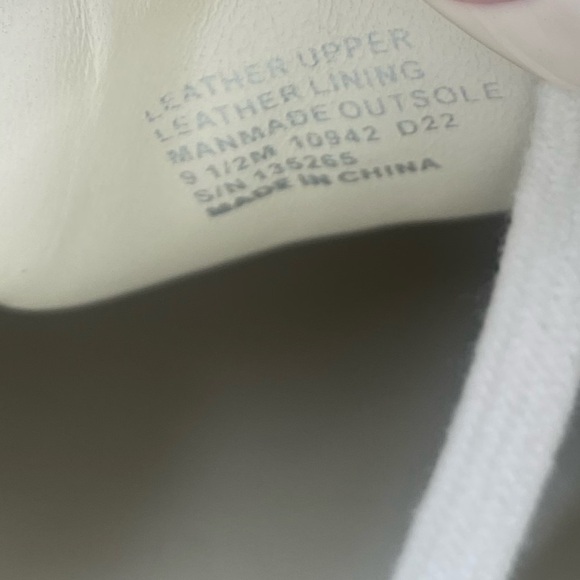 LEATHER UPPER
LEATHER LINING
MANMADE OUTSOLE
9 1/2M 10942 D22
S/N 135265
MADE IN CHINA